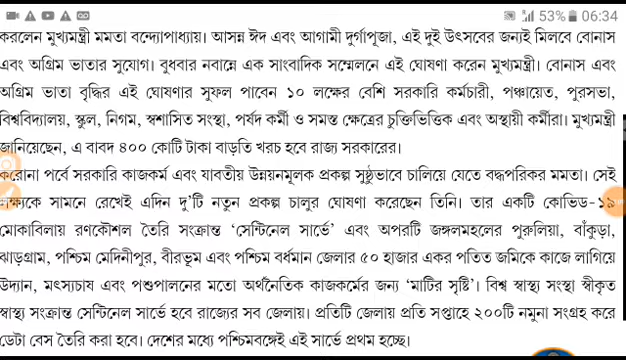 53% 06:34
করলেন মুখ্যমন্ত্রী মমতা বন্দ্যোপাধ্যায়। আসন্ন ঈদ এবং আগামী দুর্গাপূজা, এই দুই উৎসবের জন্যই মিলবে বোনাস
এবং অগ্রিম ভাতার সুযোগ। বুধবার নবান্নে এক সাংবাদিক সম্মেলনে এই ঘোষণা করেন মুখ্যমন্ত্রী। বোনাস এবং
অগ্রিম ভাতা বৃদ্ধির এই ঘোষণার সুফল পাবেন ১০ লক্ষের বেশি সরকারি কর্মচারী, পঞ্চায়েত, পুরসভা,
বিশ্ববিদ্যালয়, স্কুল, নিগম, স্বশাসিত সংস্থা, পর্ষদ কর্মী ও সমস্ত ক্ষেত্রের চুক্তিভিত্তিক এবং অস্থায়ী কর্মীরা। মুখ্যমন্ত্রী
জানিয়েছেন, এ বাবদ ৪০০ কোটি টাকা বাড়তি খরচ হবে রাজ্য সরকারের।
করোনা পর্বে সরকারি কাজকর্ম এবং যাবতীয় উন্নয়নমূলক প্রকল্প সুষ্ঠুভাবে চালিয়ে যেতে বদ্ধপরিকর মমতা। সেই
লক্ষ্যকে সামনে রেখেই এদিন দু'টি নতুন প্রকল্প চালুর ঘোষণা করেছেন তিনি। তার একটি কোভিড-১৯
মোকাবিলায় রণকৌশল তৈরি সংক্রান্ত 'সেন্টিনেল সার্ভে' এবং অপরটি জঙ্গলমহলের পুরুলিয়া, বাঁকুড়া,
ঝাড়গ্রাম, পশ্চিম মেদিনীপুর, বীরভূম এবং পশ্চিম বর্ধমান জেলার ৫০ হাজার একর পতিত জমিকে কাজে লাগিয়ে
উদ্যান, মৎস্যচাষ এবং পশুপালনের মতো অর্থনৈতিক কাজকর্মের জন্য 'মাটির সৃষ্টি'। বিশ্ব স্বাস্থ্য সংস্থা স্বীকৃত
স্বাস্থ্য সংক্রান্ত সেন্টিনেল সার্ভে হবে রাজ্যের সব জেলায়। প্রতিটি জেলায় প্রতি সপ্তাহে ২০০টি নমুনা সংগ্রহ করে
ডেটা বেস তৈরি করা হবে। দেশের মধ্যে পশ্চিমবঙ্গেই এই সার্ভে প্রথম হচ্ছে।